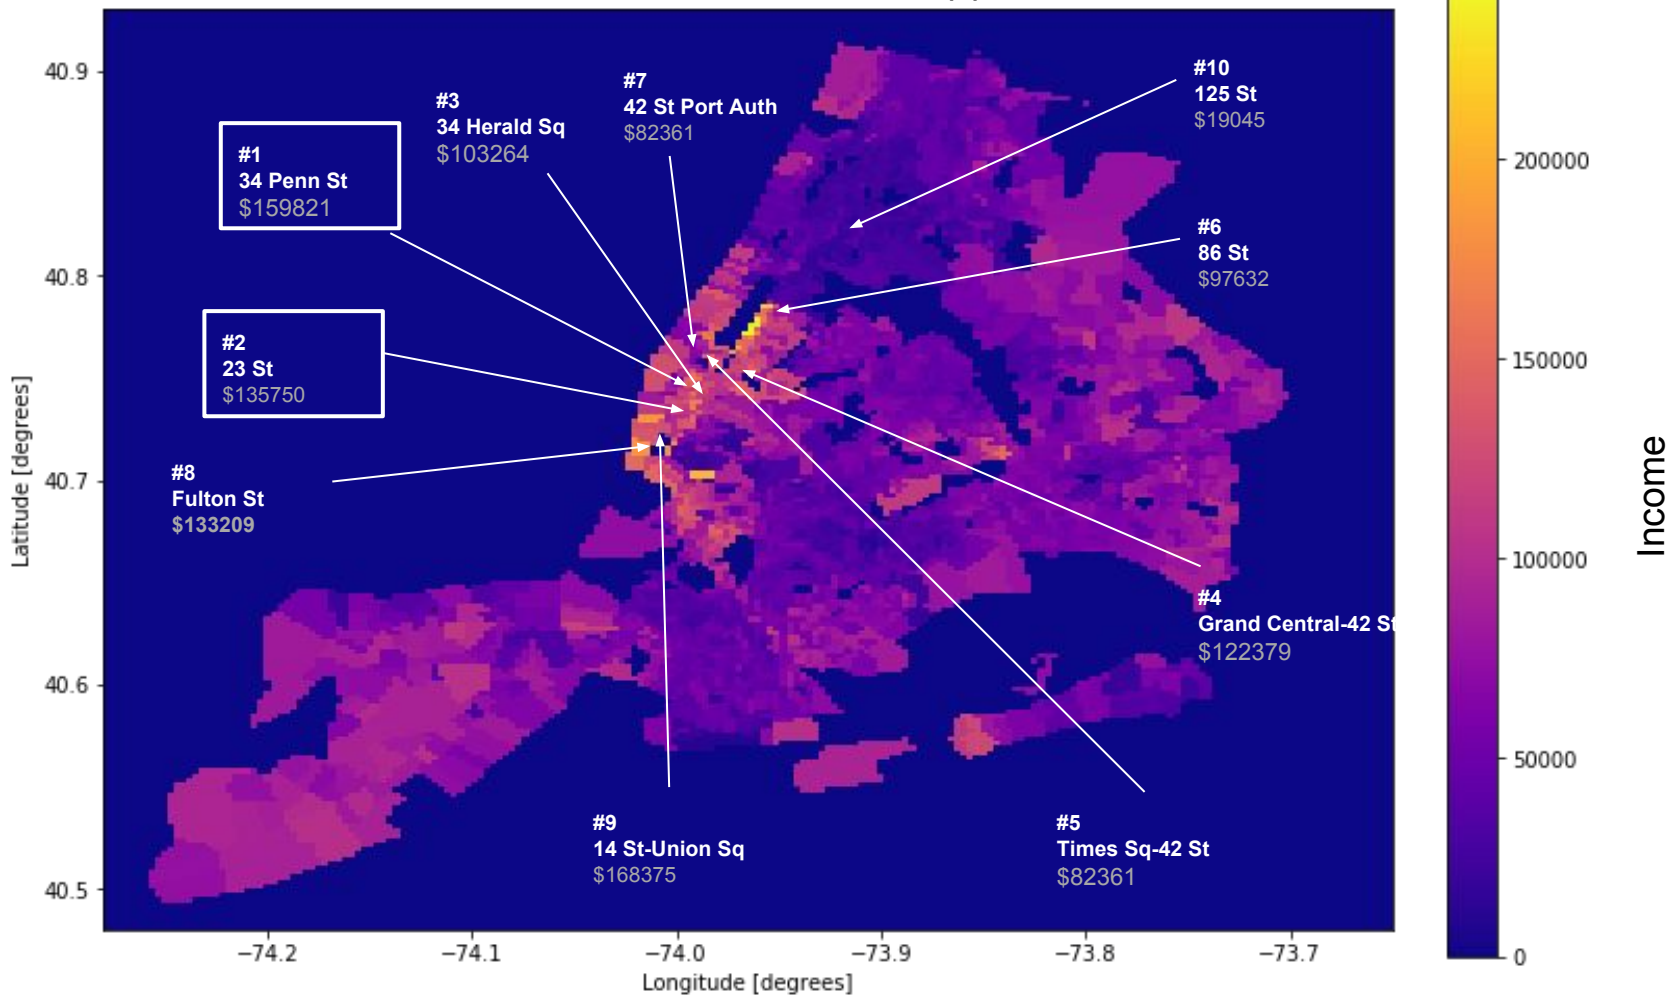 #1
34 Penn St
$159821
#2
23 St
$135750
#3
34 Herald Sq
$103264
#7
42 St Port Auth
$82361
#10
125 St
$19045
#6
86 St
$97632
#8
Fulton St
$133209
#4
Grand Central-42 St
$122379
#9
14 St-Union Sq
$168375
#5
Times Sq-42 St
$82361
40.9
40.8
40.7
40.6
40.5
Latitude [degrees]
−74.2
−74.1
−74.0
−73.9
−73.8
−73.7
Longitude [degrees]
200000
150000
100000
50000
0
Income